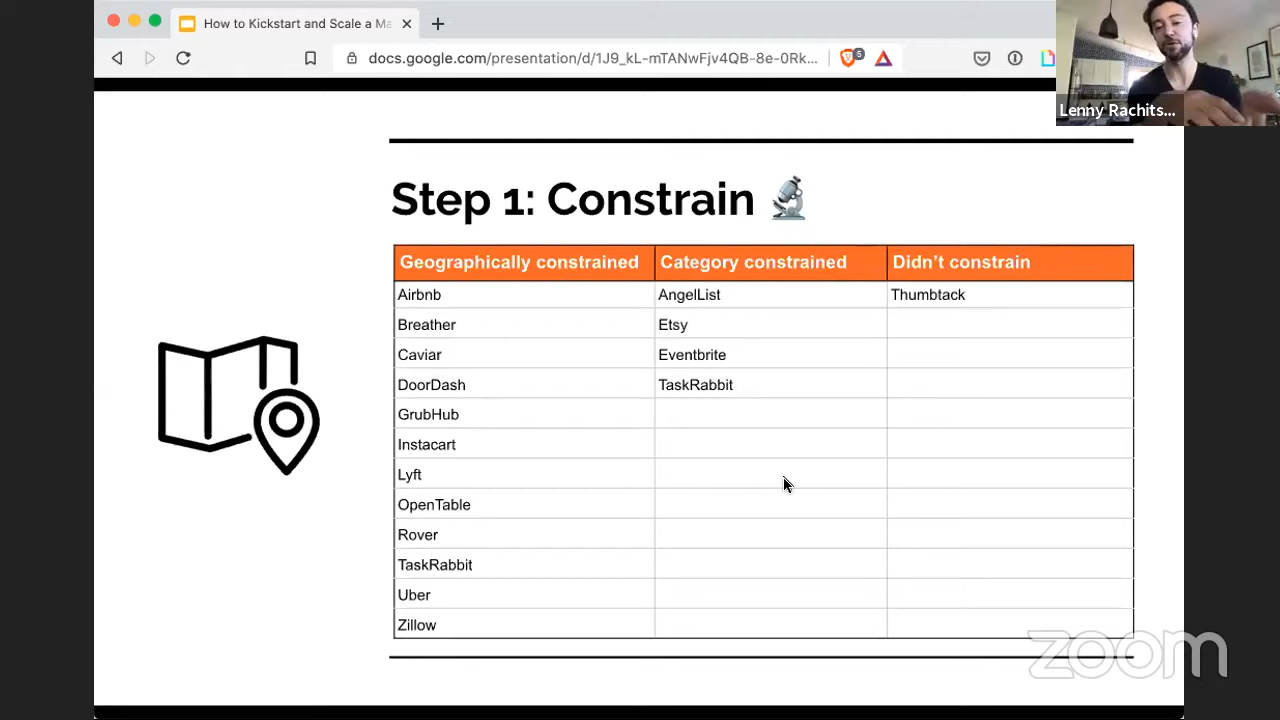 How to Kickstart and Scale a Ma
docs.google.com/presentation/d/1J9_kL-mTANwFjv4QB-8e-0Rk...
5
Lenny Rachits...
Step 1: Constrain
Geographically constrained Category constrained Didn't constrain
Airbnb AngelList Thumbtack
Breather Etsy
Caviar Eventbrite
DoorDash TaskRabbit
GrubHub
Instacart
Lyft
OpenTable
Rover
TaskRabbit
Uber
Zillow
zoom